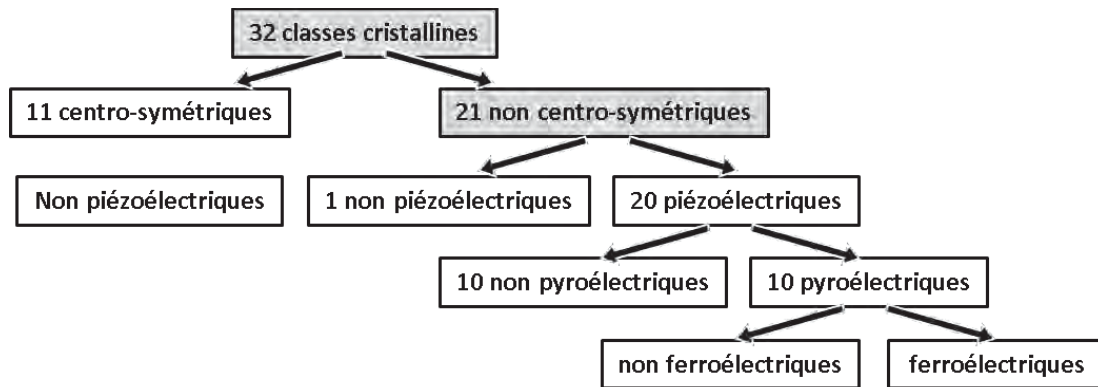 32 classes cristallines
11 centro-symétriques
21 non centro-symétriques
Non piézoélectriques
1 non piézoélectriques
20 piézoélectriques
10 non pyroélectriques
10 pyroélectriques
non ferroélectriques
ferroélectriques